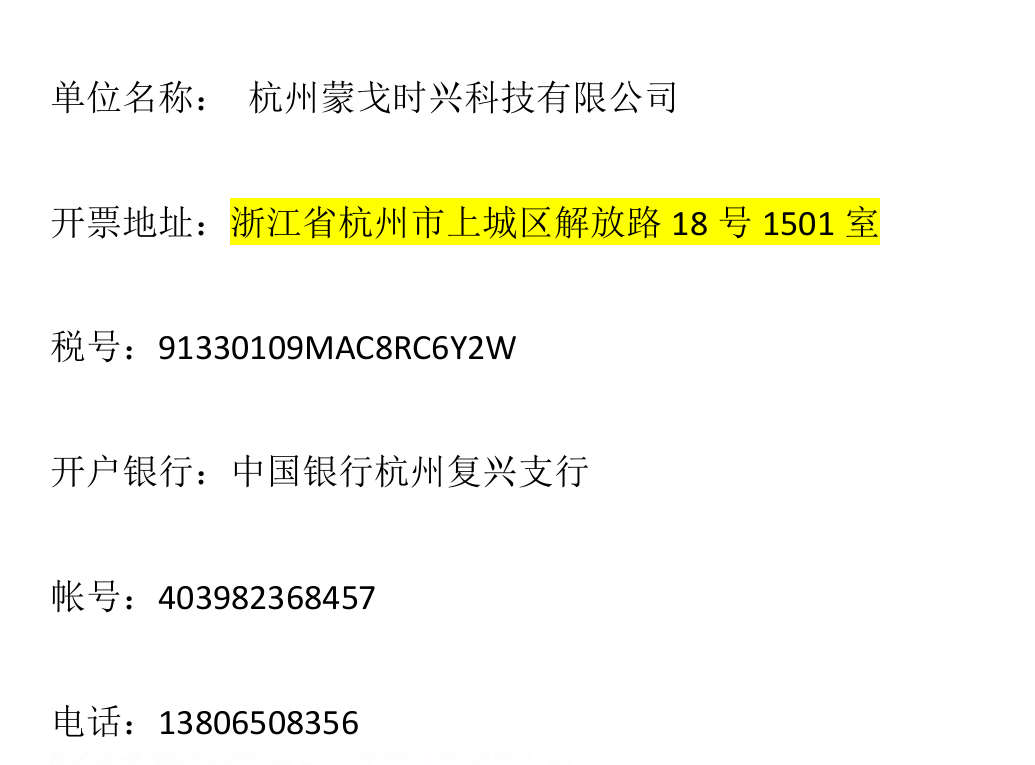 单位名称： 杭州蒙戈时兴科技有限公司
开票地址：浙江省杭州市上城区解放路 18 号 1501 室
税号：91330109MAC8RC6Y2W
开户银行：中国银行杭州复兴支行
帐号：403982368457
电话：13806508356